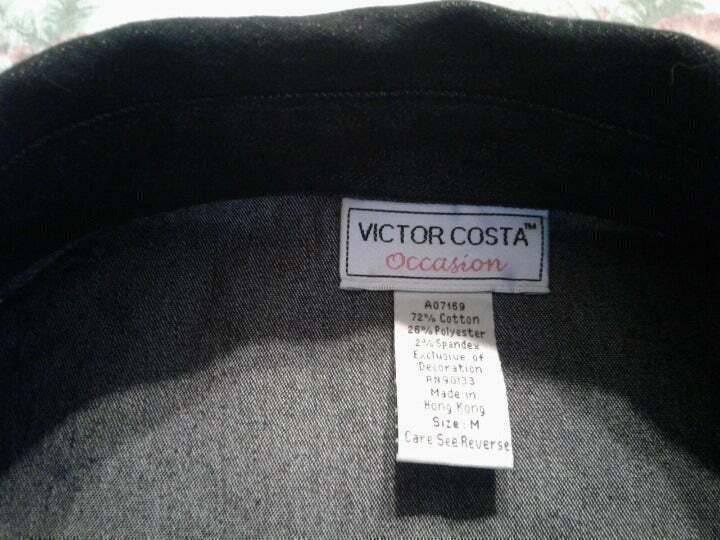 VICTOR COSTA™
Occasion
A07169
72% Cotton
26% Polyester
2% Spandex
Exclusive of
Decoration
RN90133
Made in
Hong Kong
Size: M
Care See Reverse